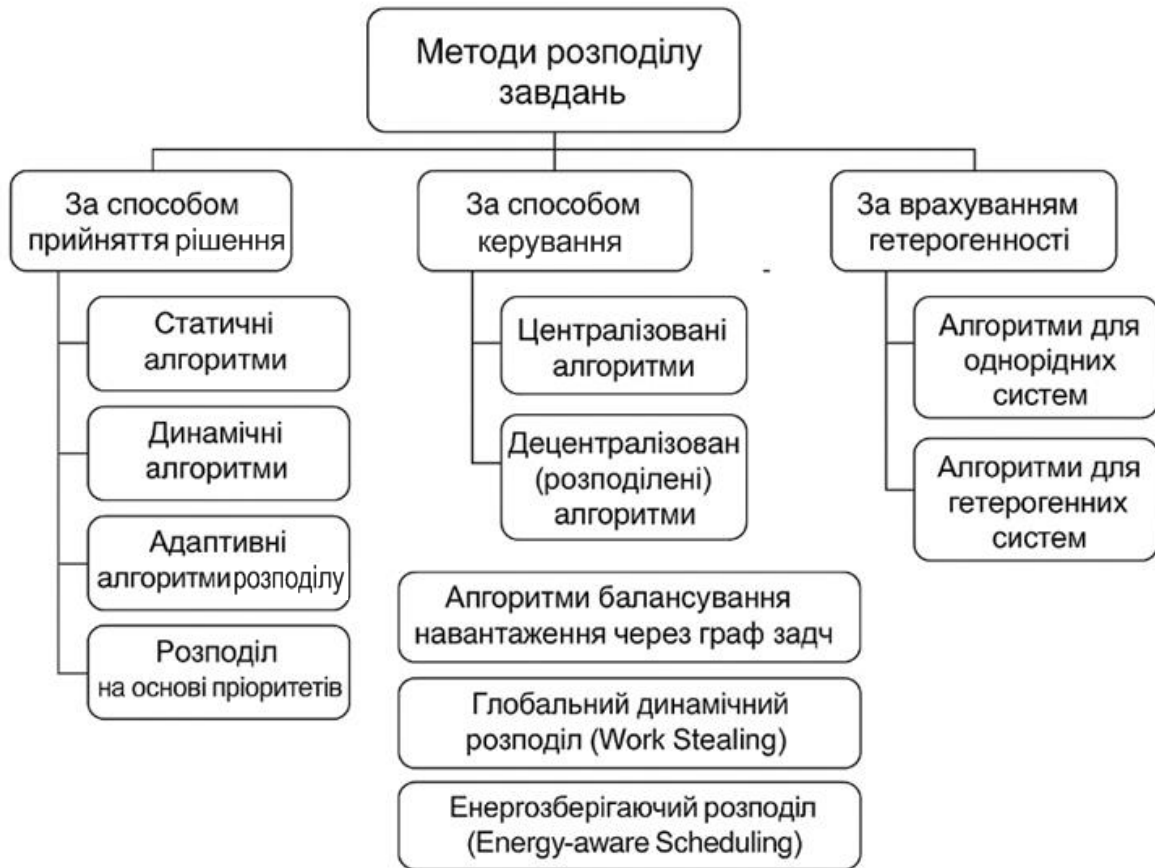 Методи розподілу
завдань
За способом
прийняття рішення
Статичні
алгоритми
Динамічні
алгоритми
Адаптивні
алгоритми розподілу
Розподіл
на основі пріоритетів
За способом
керування
Централізовані
алгоритми
Децентралізован
(розподілені)
алгоритми
За врахуванням
гетерогенності
Алгоритми для
однорідних
систем
Алгоритми для
гетерогенних
систем
Апгоритми балансування
навантаження через граф задч
Глобальний динамічний
розподіл (Work Stealing)
Енергозберігаючий розподіл
(Energy-aware Scheduling)